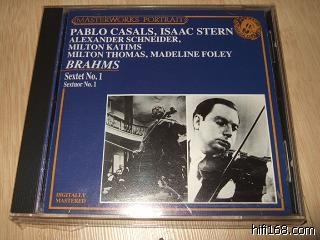 MASTERWORKS PORTRAIT
PABLO CASALS, ISAAC STERN
ALEXANDER SCHNEIDER,
MILTON KATIMS
MILTON THOMAS, MADELINE FOLEY
BRAHMS
Sextet No. 1
Sextuor No. 1
DIGITALLY
MASTERED
hifi168.com